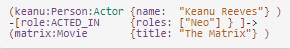 (keanu:Person:Actor {name: "Keanu Reeves"} )
-[role:ACTED_IN {roles: ["Neo"] } ]->
(matrix:Movie {title: "The Matrix"} )